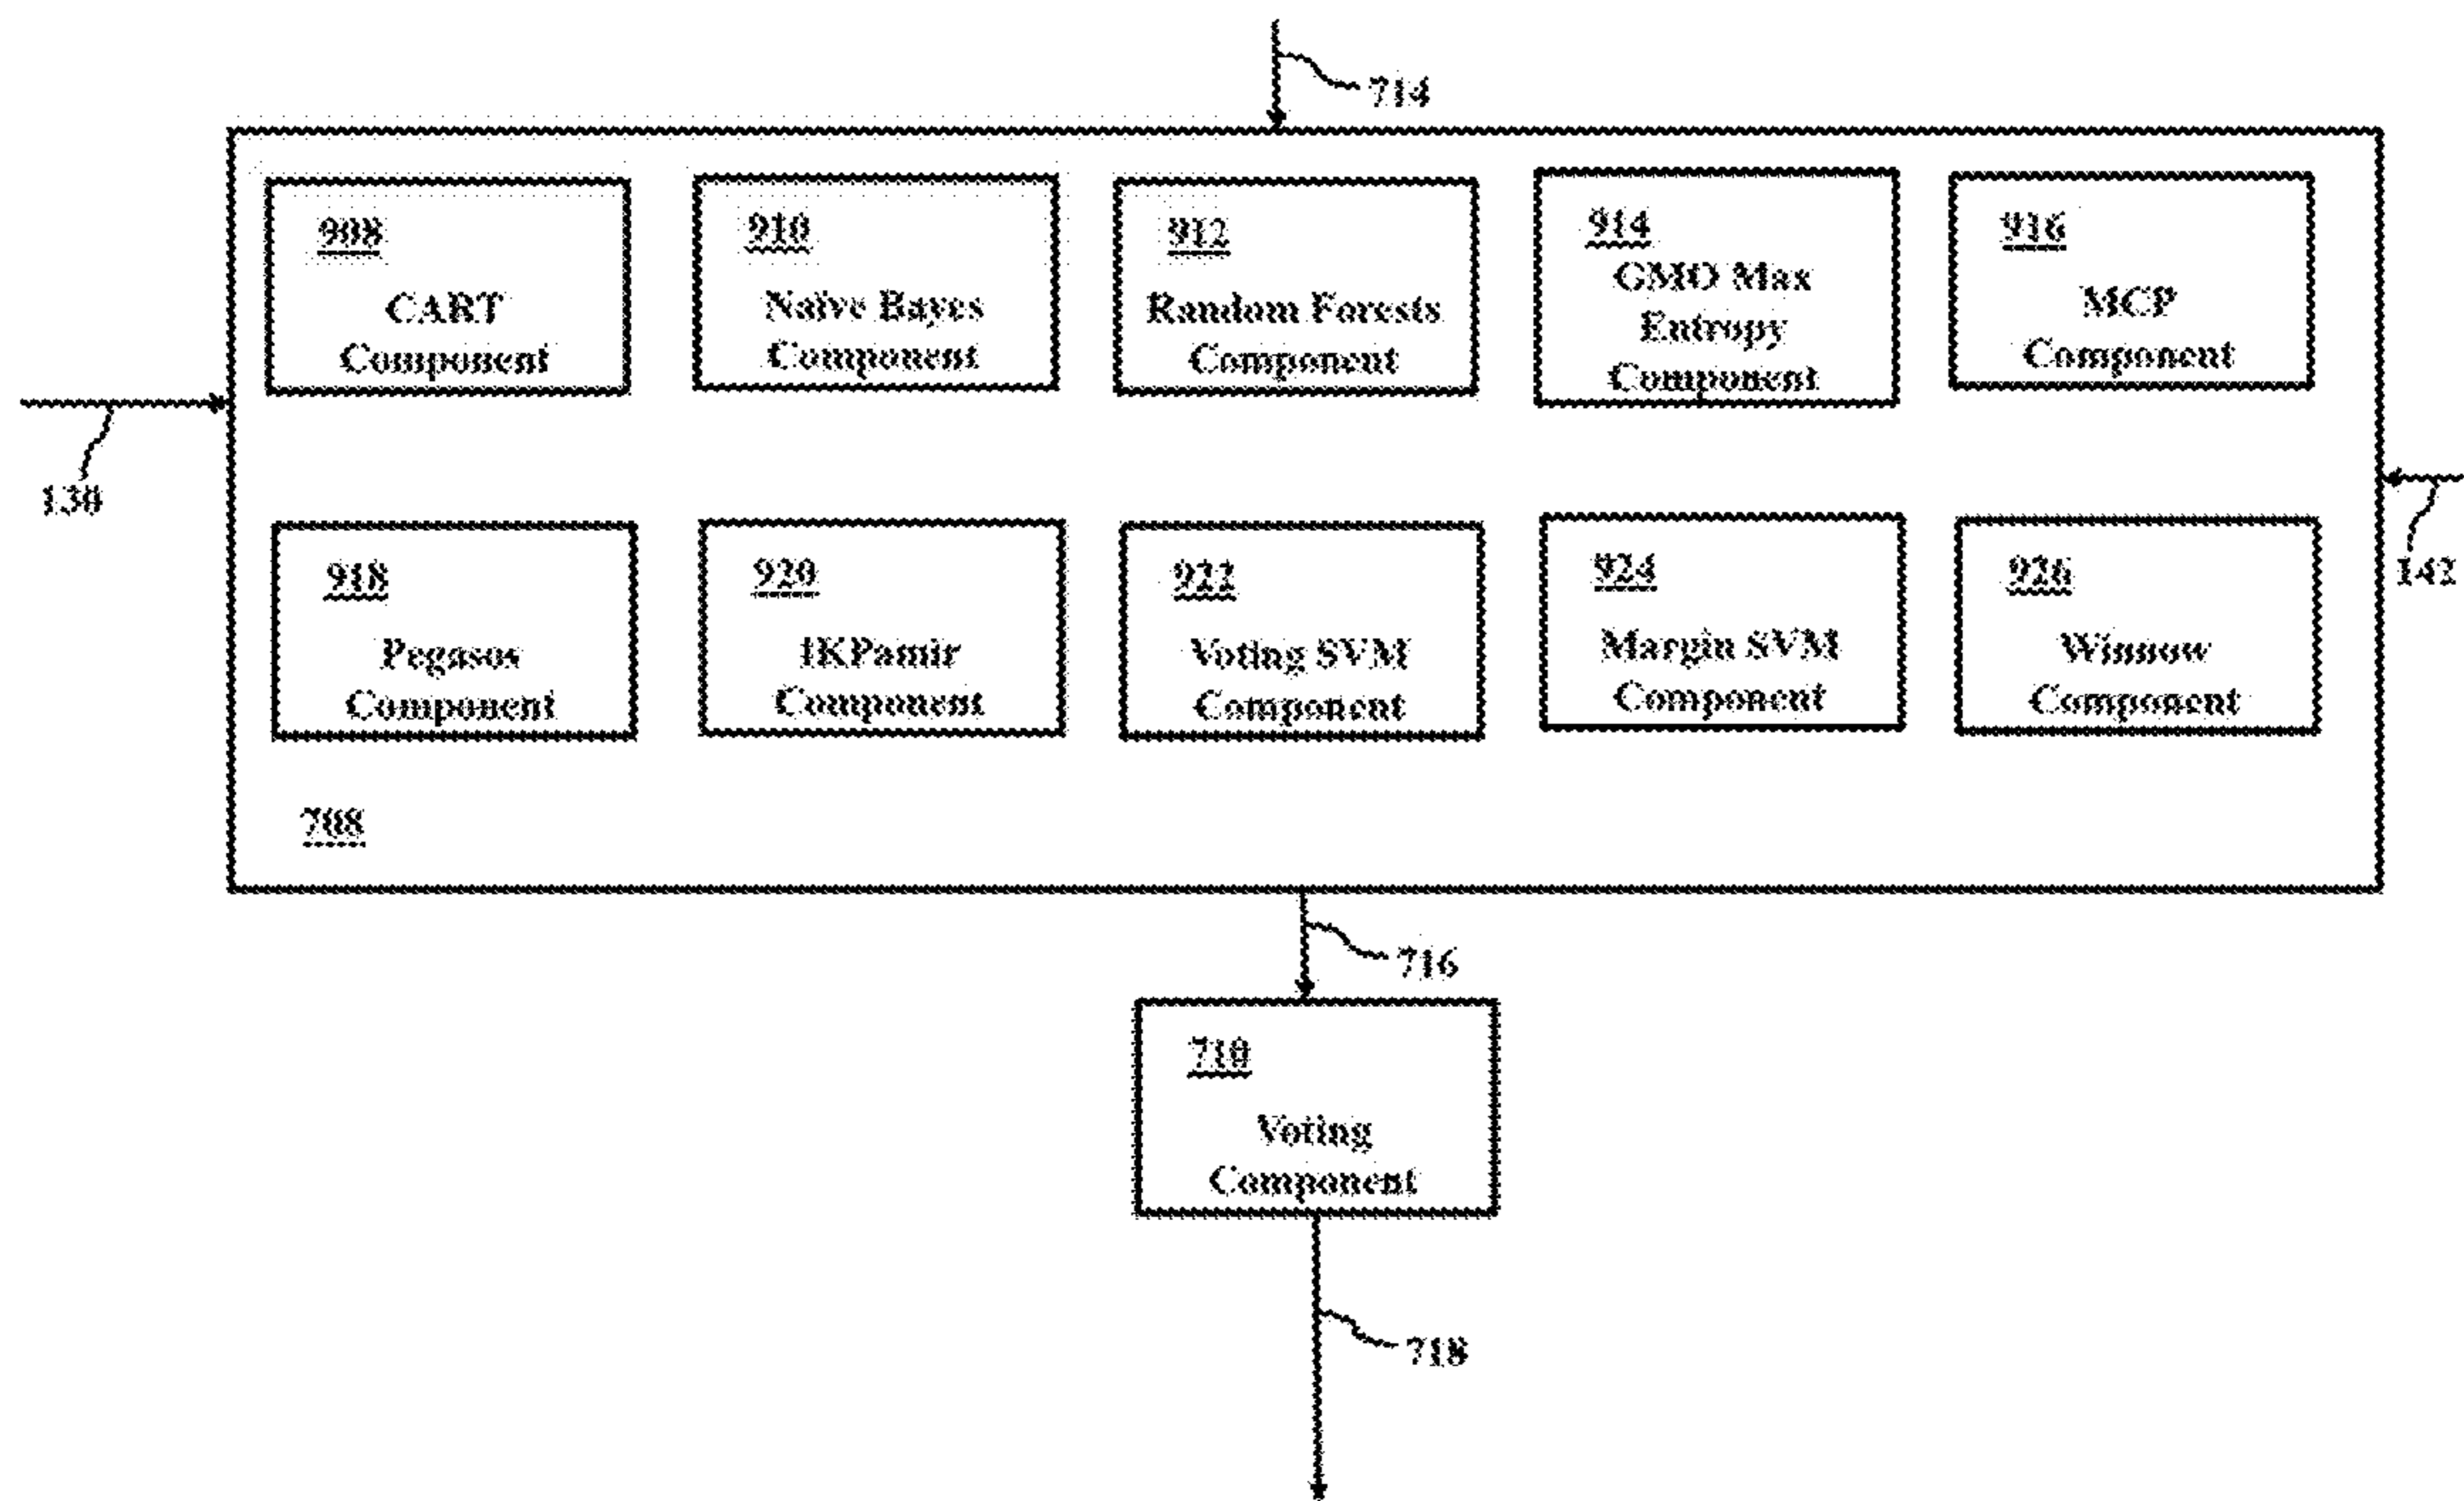 714
908
CART
Component
910
Naïve Bayes
Component
912
Random Forests
Component
914
GMO Max
Entropy
Component
916
MCP
Component
130
142
918
Pegasos
Component
920
IKPamir
Component
922
Voting SVM
Component
924
Margin SVM
Component
926
Winnow
Component
708
716
710
Voting
Component
718